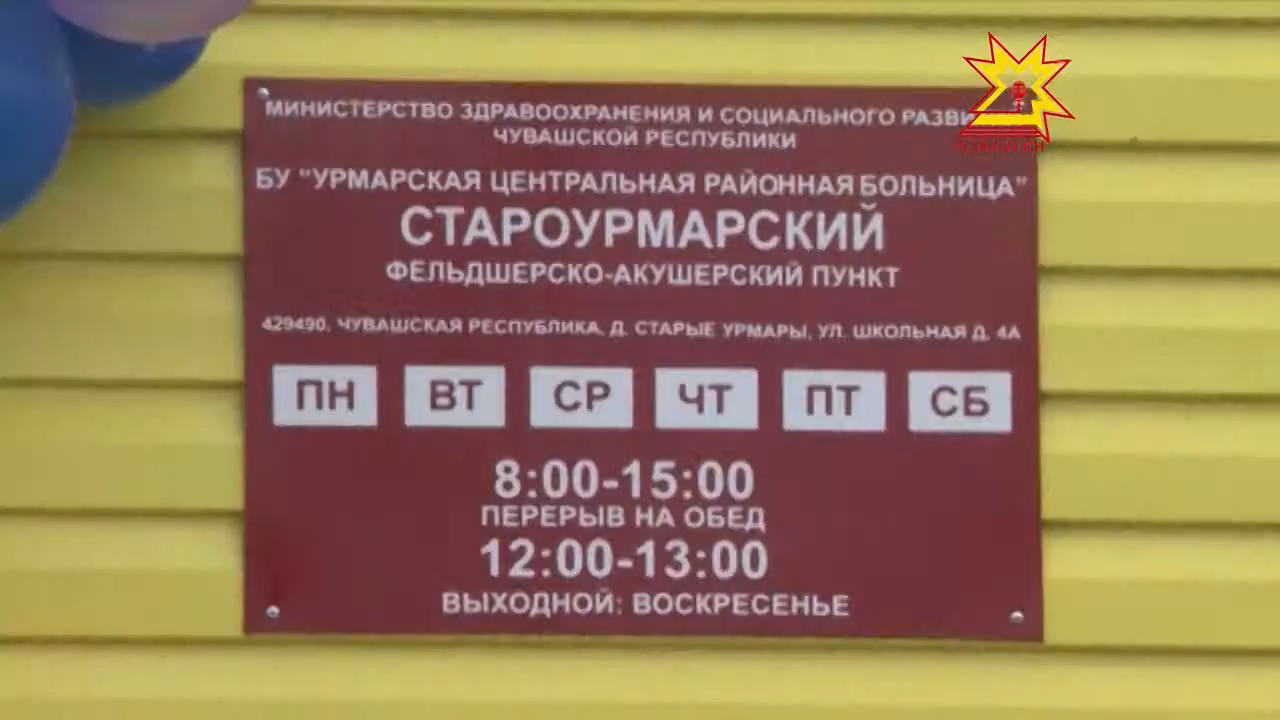 МИНИСТЕРСТВО ЗДРАВООХРАНЕНИЯ И СОЦИАЛЬНОГО
ЧУВАШСКОЙ РЕСПУБЛИКИ
БУ "УРМАРСКАЯ ЦЕНТРАЛЬНАЯ РАЙОННАЯ БОЛЬНИЦА"
СТАРОУРМАРСКИЙ
ФЕЛЬДШЕРСКО-АКУШЕРСКИЙ ПУНКТ
429490, ЧУВАШСКАЯ РЕСПУБЛИКА, Д. СТАРЫЕ УРМАРЫ, УЛ. ШКОЛЬНАЯ Д. 4А
ПН ВТ СР ЧТ ПТ СБ
8:00-15:00
ПЕРЕРЫВ НА ОБЕД
12:00-13:00
ВЫХОДНОЙ: ВОСКРЕСЕНЬЕ